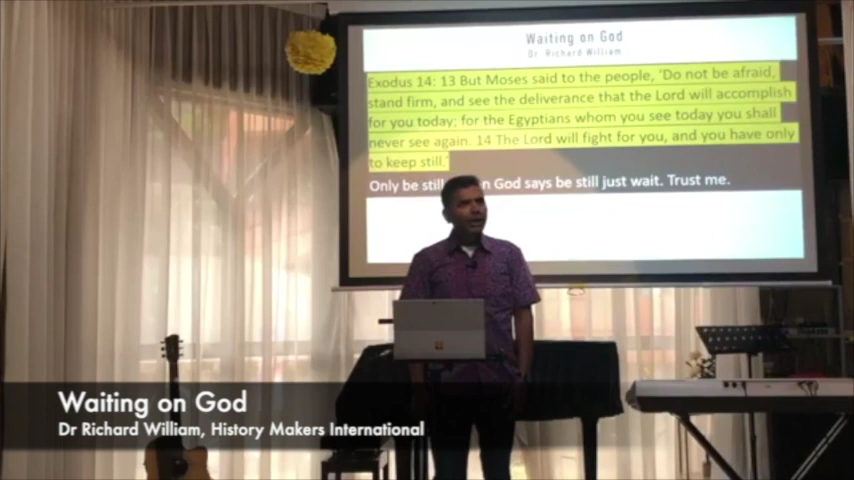 Waiting on God
Dr. Richard William
Exodus 14: 13 But Moses said to the people, 'Do not be afraid,
stand firm, and see the deliverance that the Lord will accomplish
for you today; for the Egyptians whom you see today you shall
never see again. 14 The Lord will fight for you, and you have only
to keep still.'
Only be still God says be still just wait. Trust me.
Waiting on God
Dr Richard William, History Makers International